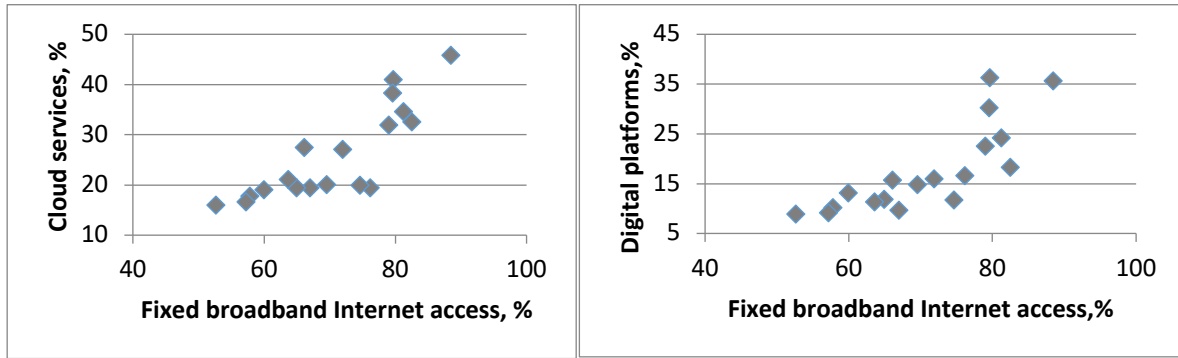 Cloud services, %
50
40
30
20
10
40 60 80 100
Fixed broadband Internet access, %
Digital platforms,%
45
35
25
15
5
40 60 80 100
Fixed broadband Internet access,%